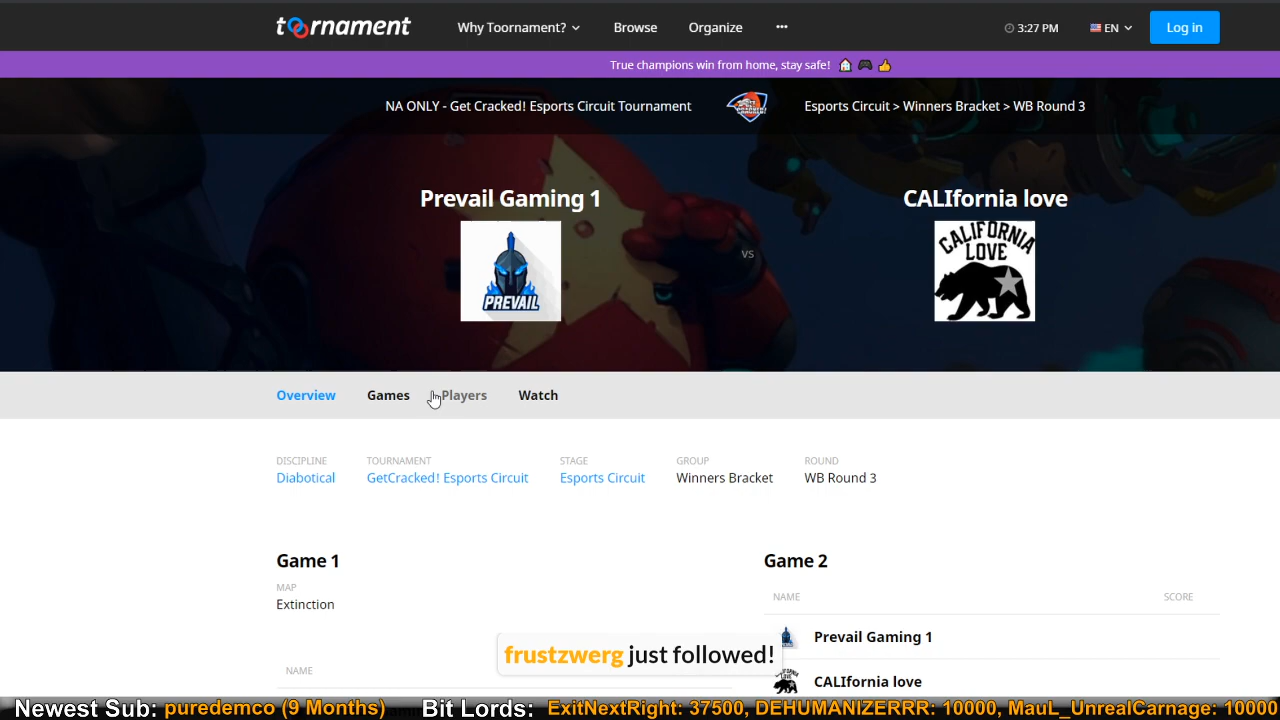 toornament
Why Toornament?
Browse
Organize
•••
3:27 PM
EN
Log in
True champions win from home, stay safe!
NA ONLY - Get Cracked! Esports Circuit Tournament
Esports Circuit > Winners Bracket > WB Round 3
Prevail Gaming 1
CALIfornia love
PREVAIL
VS
CALIFORNIA
LOVE
Overview
Games
Players
Watch
DISCIPLINE
Diabotical
TOURNAMENT
GetCracked! Esports Circuit
STAGE
Esports Circuit
GROUP
Winners Bracket
ROUND
WB Round 3
Game 1
MAP
Extinction
NAME
Game 2
NAME
SCORE
Prevail Gaming 1
CALIfornia love
frustzwerg just followed!
Newest Sub: puredemco (9 Months)
Bit Lords: ExitNextRight: 37500, DEHUMANIZERRR: 10000, MauL_UnrealCarnage: 10000